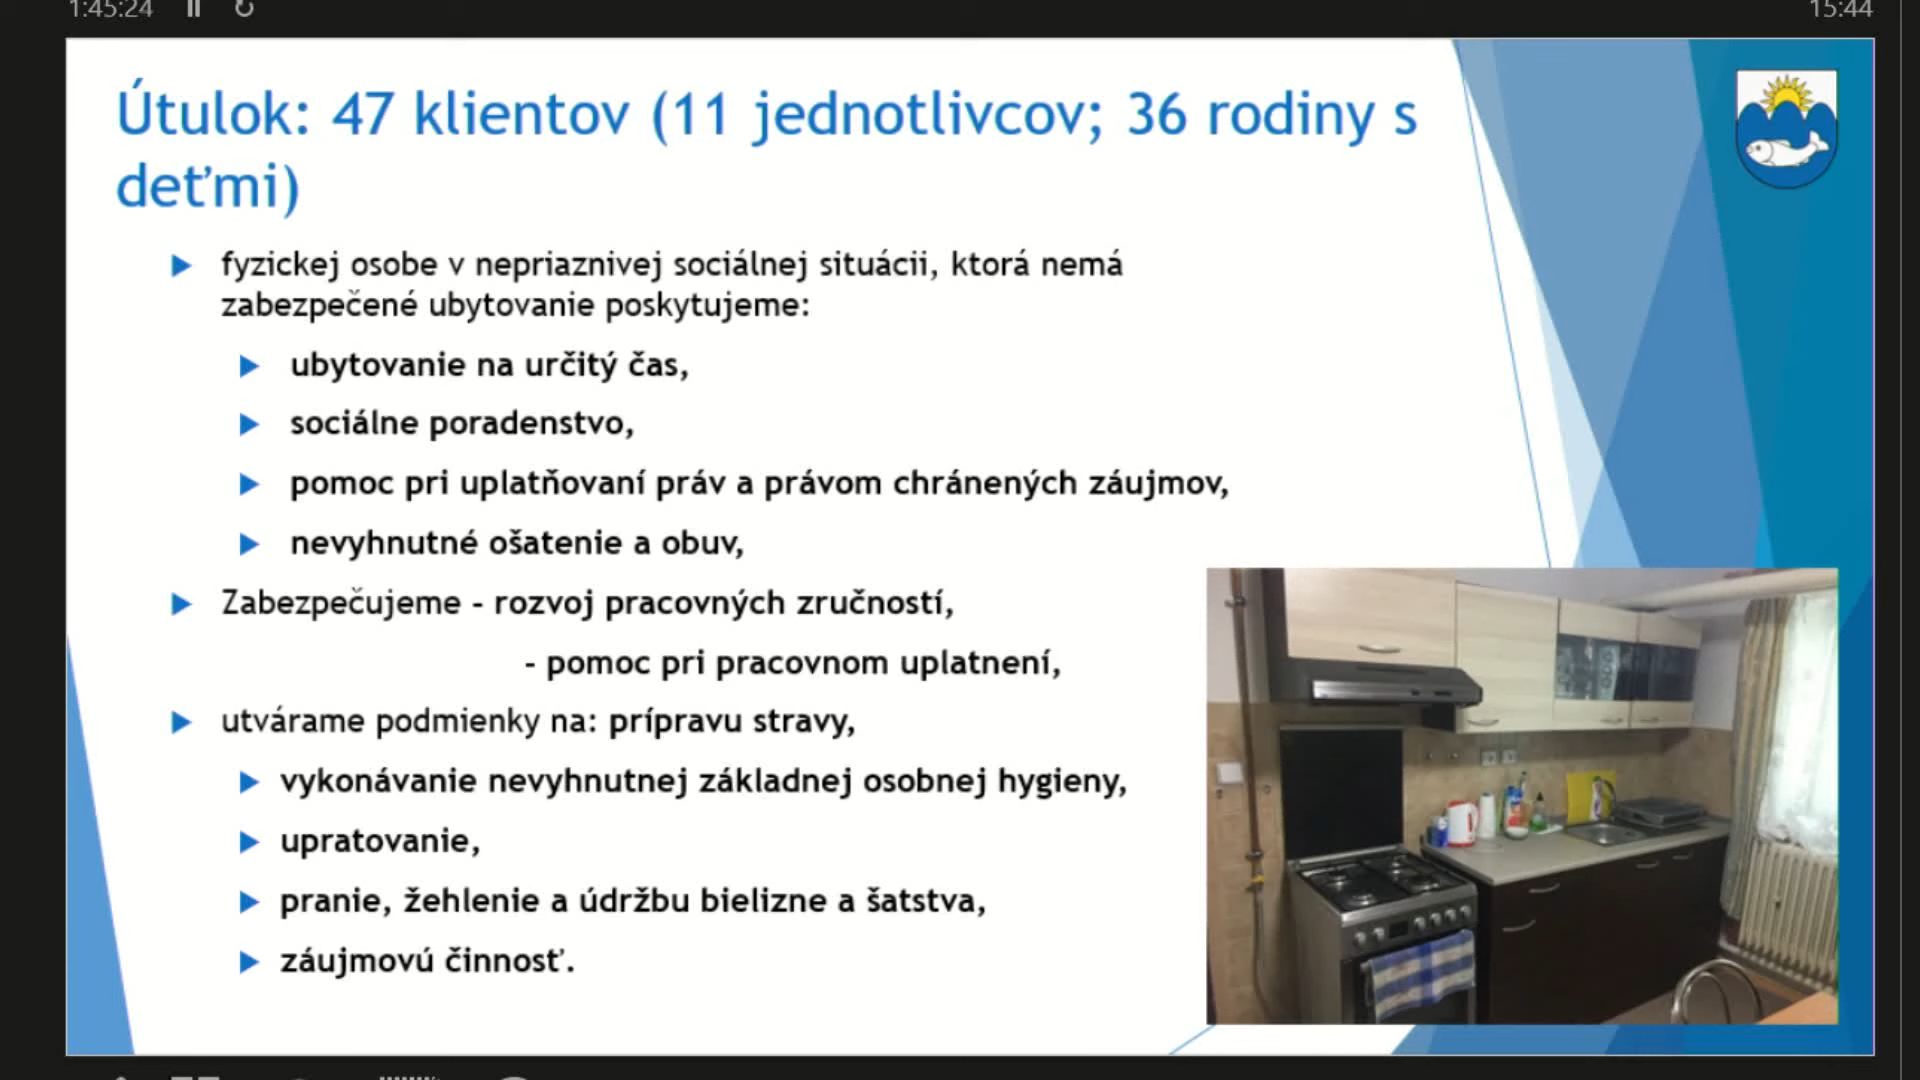 1:45:24
15:44
Útulok: 47 klientov (11 jednotlivcov; 36 rodiny s
deťmi)
fyzickej osobe v nepriaznivej sociálnej situácii, ktorá nemá
zabezpečené ubytovanie poskytujeme:
ubytovanie na určitý čas,
sociálne poradenstvo,
pomoc pri uplatňovaní práv a právom chránených záujmov,
nevyhnutné ošatenie a obuv,
Zabezpečujeme - rozvoj pracovných zručností,
- pomoc pri pracovnom uplatnení,
utvárame podmienky na: prípravu stravy,
vykonávanie nevyhnutnej základnej osobnej hygieny,
upratovanie,
pranie, žehlenie a údržbu bielizne a šatstva,
záujmovú činnosť.